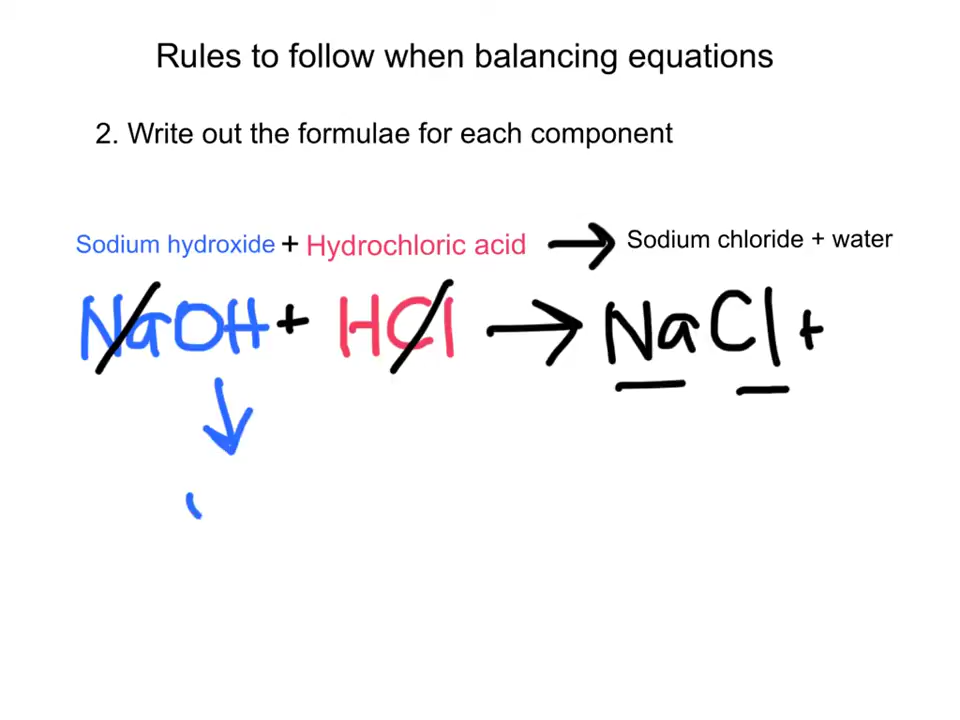 Rules to follow when balancing equations
2. Write out the formulae for each component
Sodium hydroxide + Hydrochloric acid → Sodium chloride + water
NaOH + HCl → NaCl +